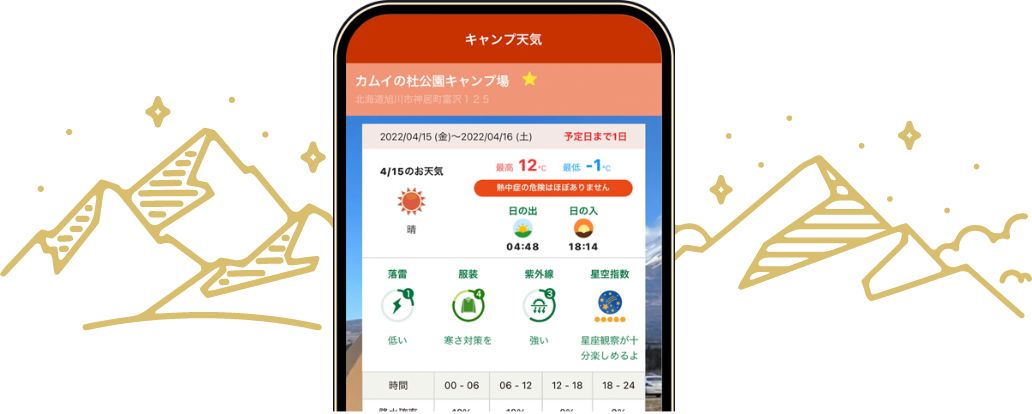 キャンプ天気
カムイの杜公園キャンプ場
北海道旭川市神居町富沢１２５
2022/04/15 (金)〜2022/04/16 (土) 予定日まで1日
4/15のお天気
最高 12℃ 最低 -1℃
熱中症の危険はほぼありません
晴
日の出 日の入
04:48 18:14
落雷 服装 紫外線 星空指数
1 4 3
低い 寒さ対策を 強い 星座観察が十
分楽しめるよ
時間 00 - 06 06 - 12 12 - 18 18 - 24